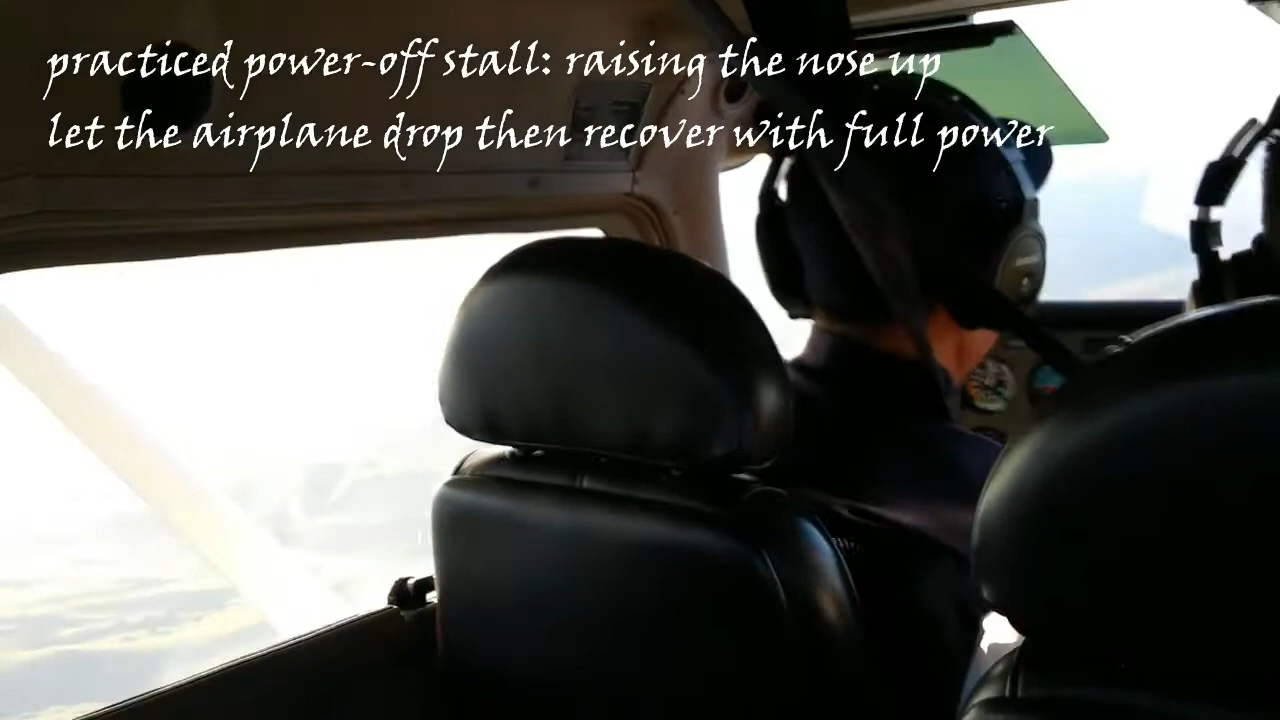 practiced power-off stall: raising the nose up
let the airplane drop then recover with full power